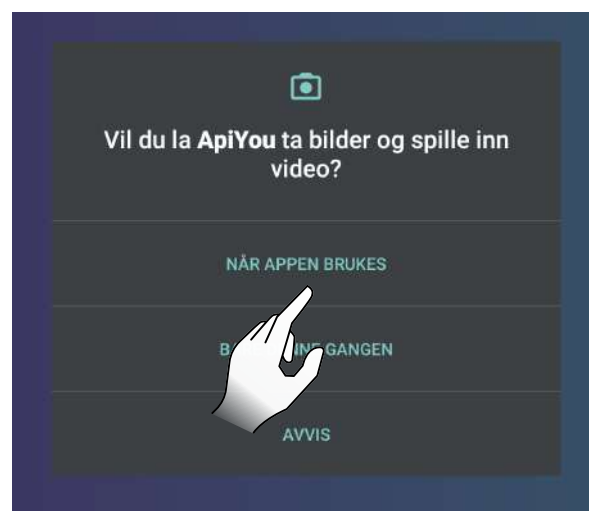 Vil du la ApiYou ta bilder og spille inn
video?
NÅR APPEN BRUKES
GANGEN
AVVIS